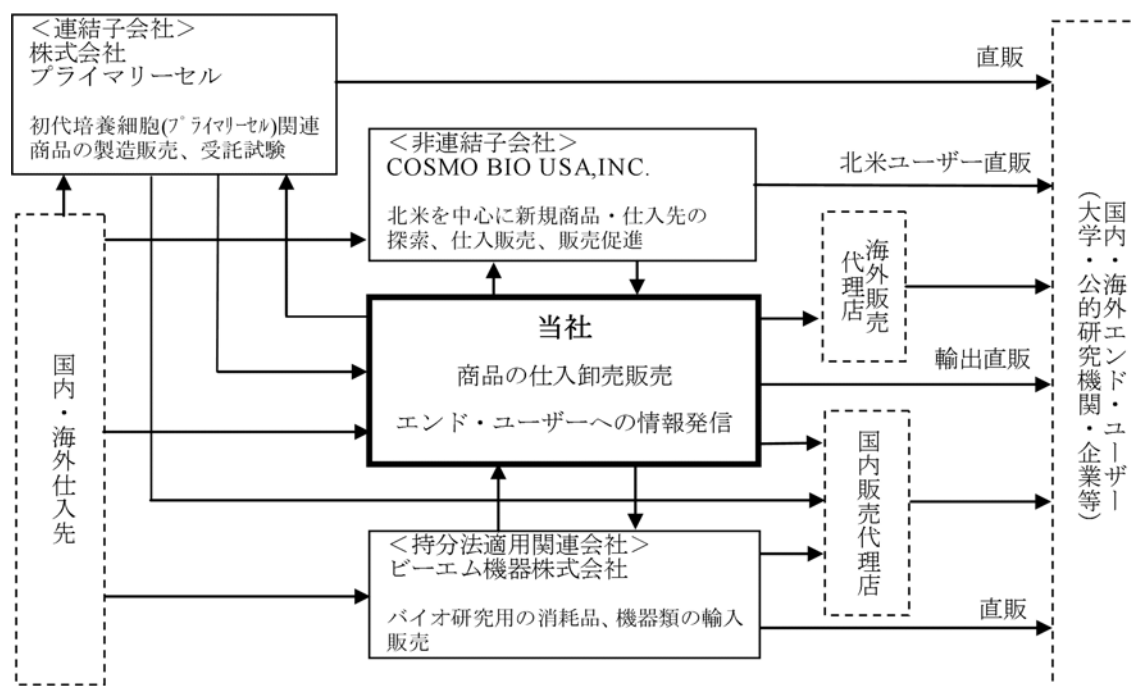 ＜連結子会社＞
株式会社
プライマリーセル
初代培養細胞(ﾌﾟﾗｲﾏﾘｰｾﾙ)関連
商品の製造販売、受託試験
直販
＜非連結子会社＞
COSMO BIO USA,INC.
北米を中心に新規商品・仕入先の
探索、仕入販売、販売促進
北米ユーザー直販
海外販売
代理店
当社
商品の仕入卸売販売
エンド・ユーザーへの情報発信
輸出直販
国内・海外仕入先
国内販売代理店
＜持分法適用関連会社＞
ビーエム機器株式会社
バイオ研究用の消耗品、機器類の輸入
販売
直販
国内・海外エンド・ユーザー
(大学・公的研究機関・企業等)